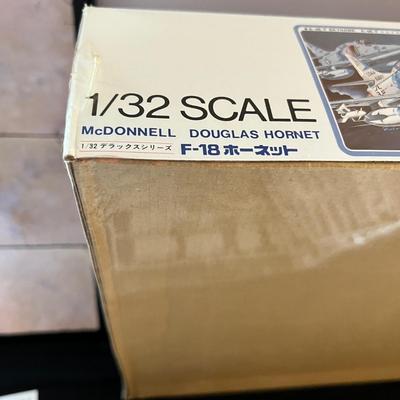 1/32 SCALE
McDONNELL DOUGLAS HORNET
1/32 デラックスシリーズ F-18 ホーネット